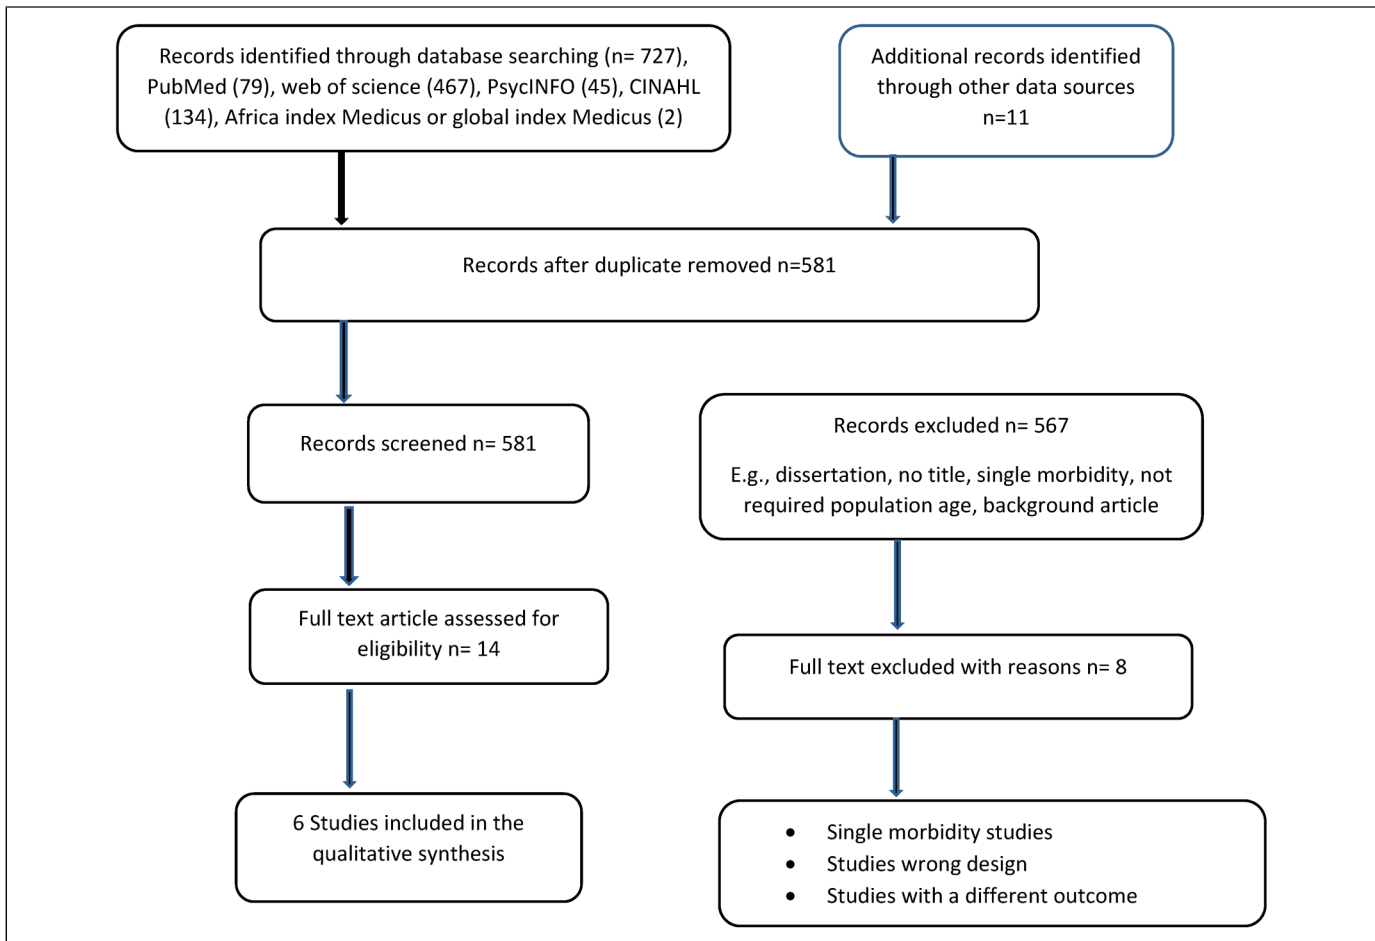 Records identified through database searching (n= 727),
PubMed (79), web of science (467), PsycINFO (45), CINAHL
(134), Africa index Medicus or global index Medicus (2)
Additional records identified
through other data sources
n=11
Records after duplicate removed n=581
Records screened n= 581
Records excluded n= 567
E.g., dissertation, no title, single morbidity, not
required population age, background article
Full text article assessed for
eligibility n= 14
Full text excluded with reasons n= 8
6 Studies included in the
qualitative synthesis
• Single morbidity studies
• Studies wrong design
• Studies with a different outcome